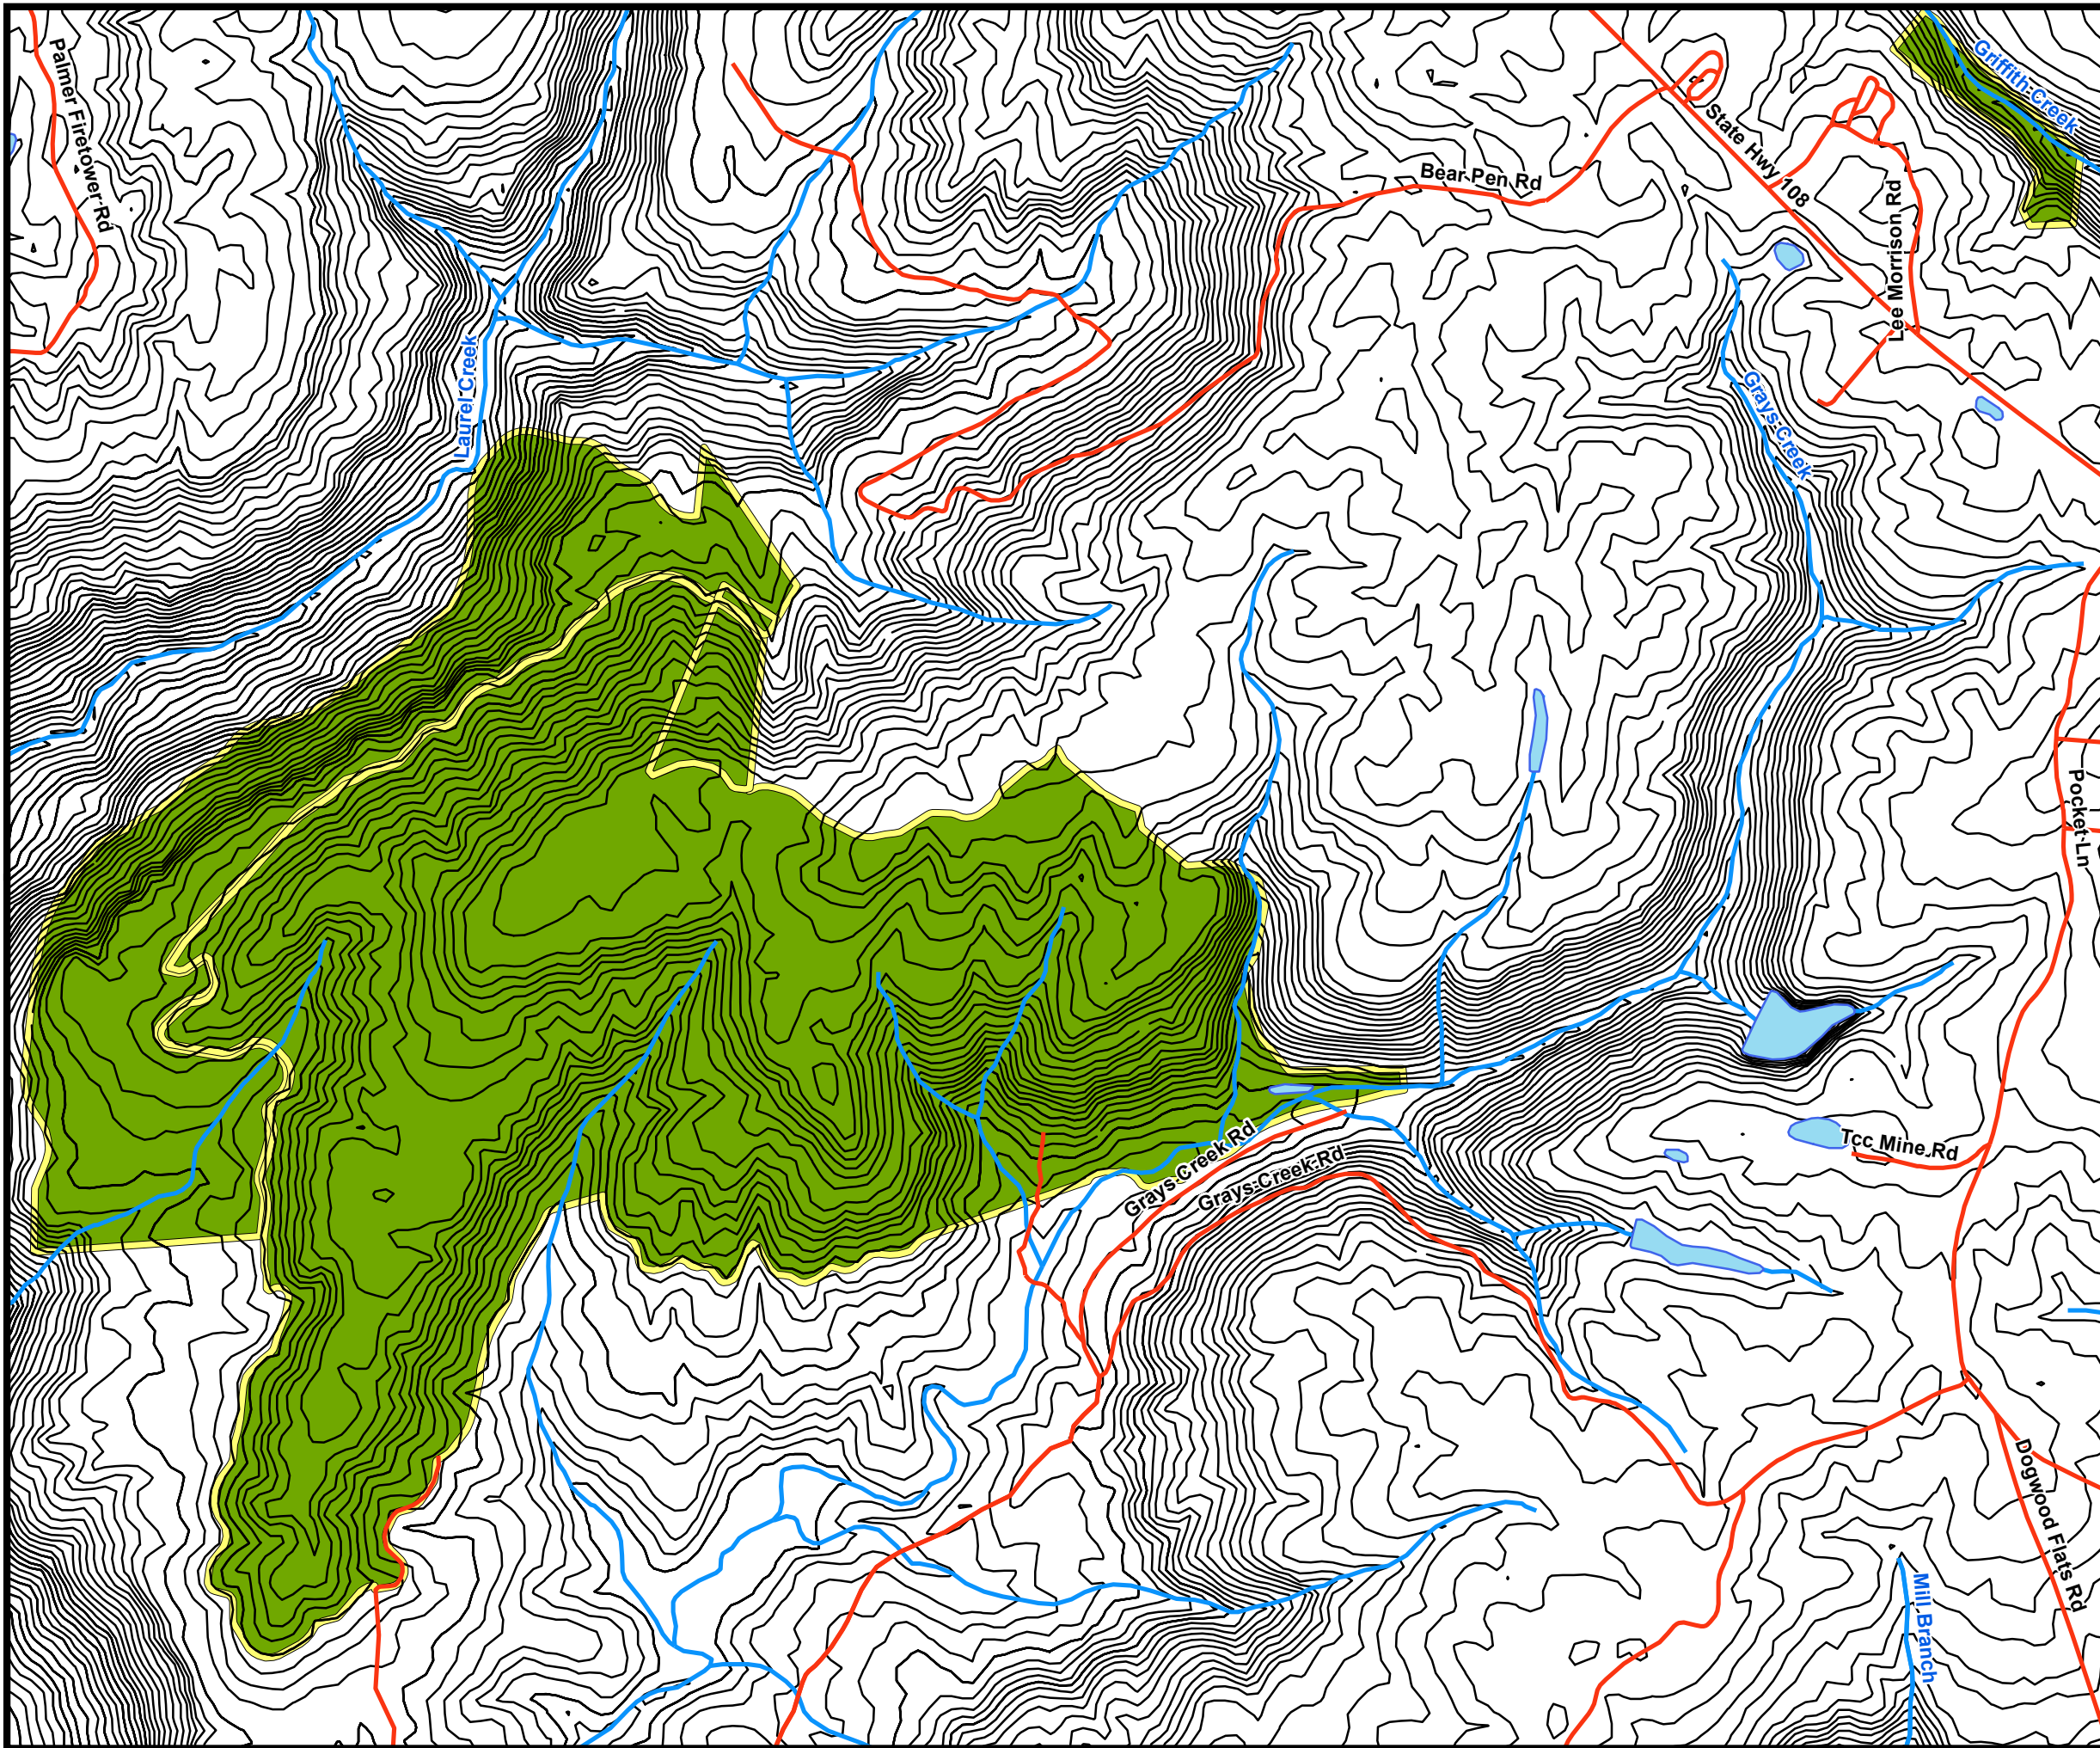 Palmer Firetower Rd
Griffith Creek
State Hwy 108
Bear Pen Rd
Lee Morrison Rd
Laurel Creek
Grays Creek
Pocket Ln
Tcc Mine Rd
Grays Creek Rd
Grays Creek Rd
Dogwood Flats Rd
Mill Branch